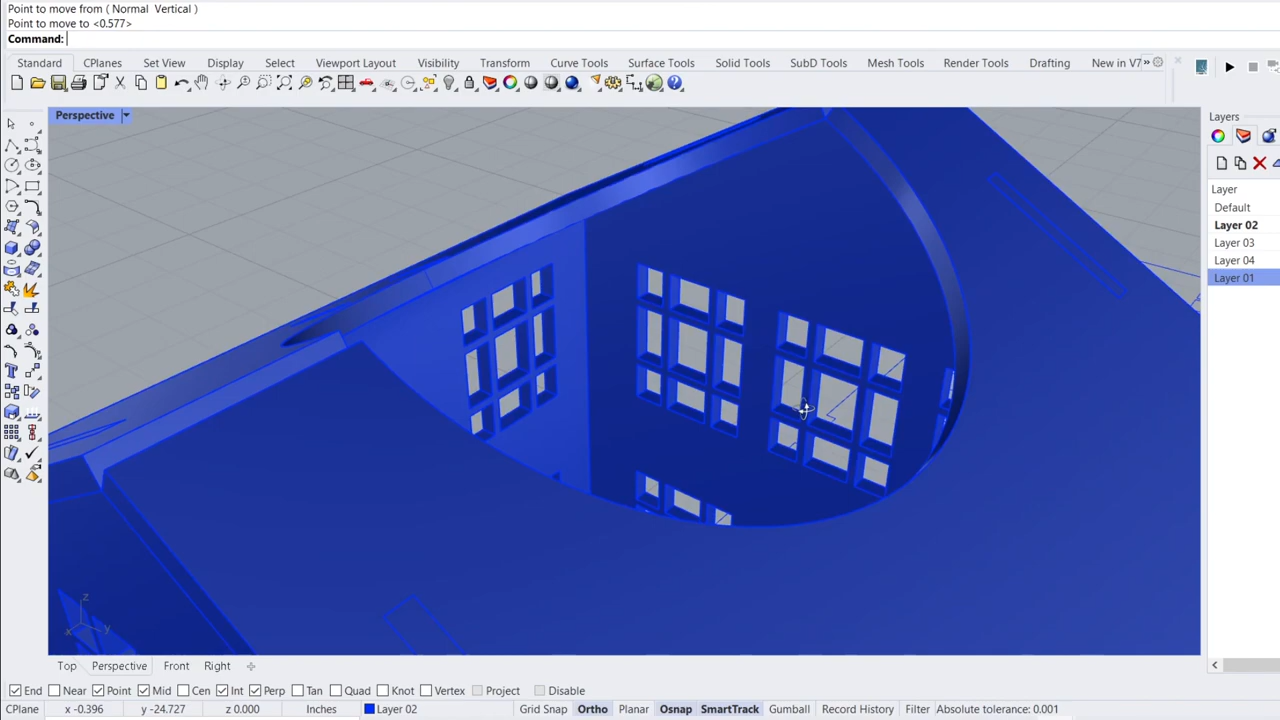 Point to move from ( Normal  Vertical )
Point to move to <0.577>
Command:
Standard CPlanes Set View Display Select Viewport Layout Visibility Transform Curve Tools Surface Tools Solid Tools SubD Tools Mesh Tools Render Tools Drafting New in V7 »
Perspective
Layers
Layer
Default
Layer 02
Layer 03
Layer 04
Layer 01
z
x y
Top Perspective Front Right
End Near Point Mid Cen Int Perp Tan Quad Knot Vertex Project Disable
CPlane x -0.396 y -24.727 z 0.000 Inches Layer 02 Grid Snap Ortho Planar Osnap SmartTrack Gumball Record History Filter Absolute tolerance: 0.001